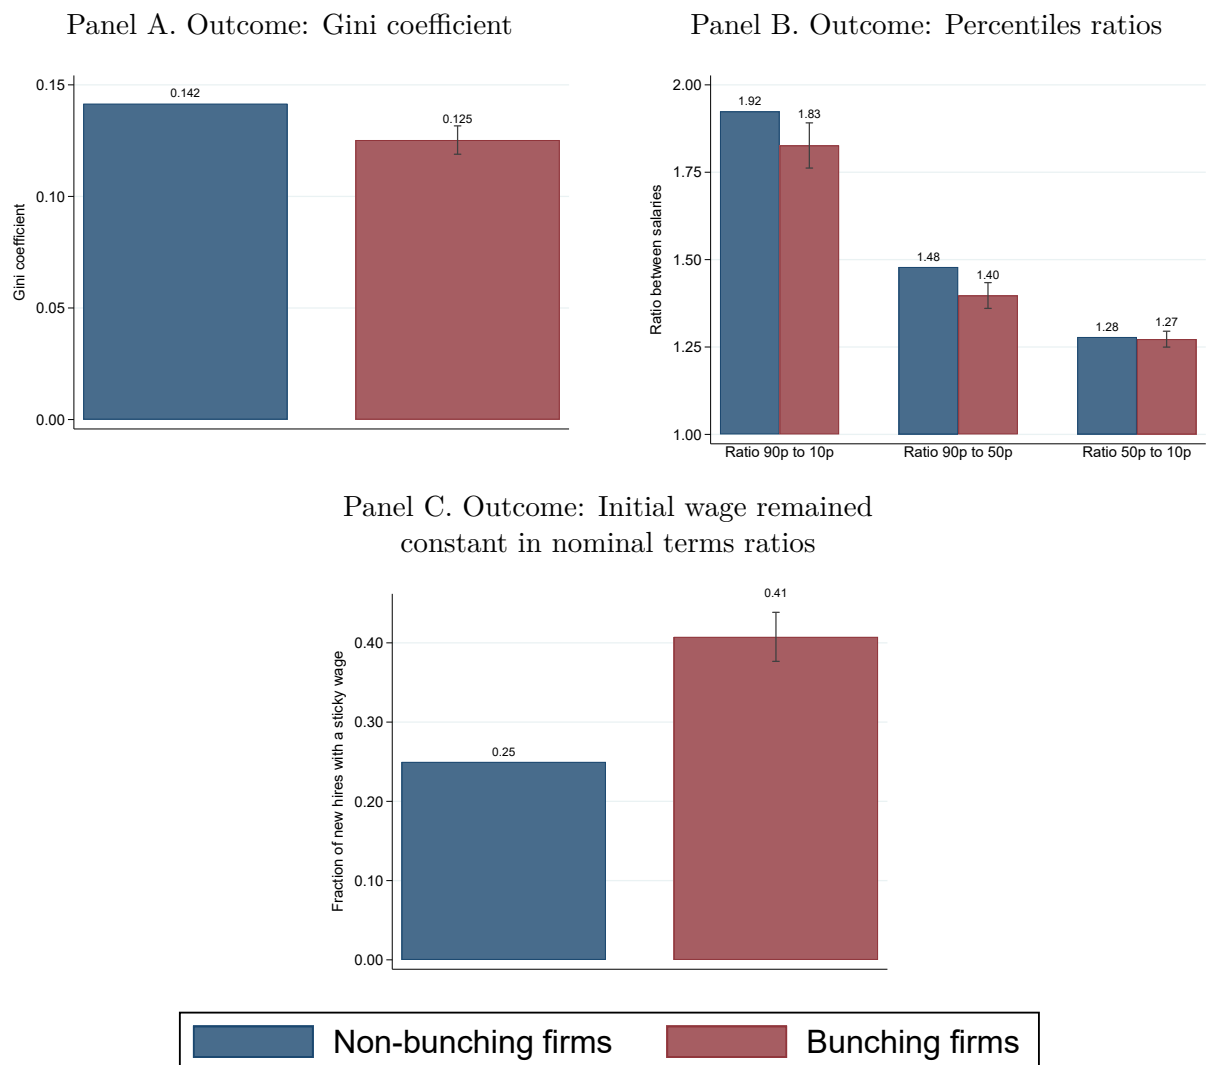 Panel A. Outcome: Gini coefficient
0.15
0.10
0.05
0.00
Gini coefficient
0.142
0.125
Panel B. Outcome: Percentiles ratios
2.00
1.75
1.50
1.25
1.00
Ratio between salaries
1.92
1.83
1.48
1.40
1.28
1.27
Ratio 90p to 10p
Ratio 90p to 50p
Ratio 50p to 10p
Panel C. Outcome: Initial wage remained
constant in nominal terms ratios
0.40
0.30
0.20
0.10
0.00
Fraction of new hires with a sticky wage
0.25
0.41
Non-bunching firms
Bunching firms